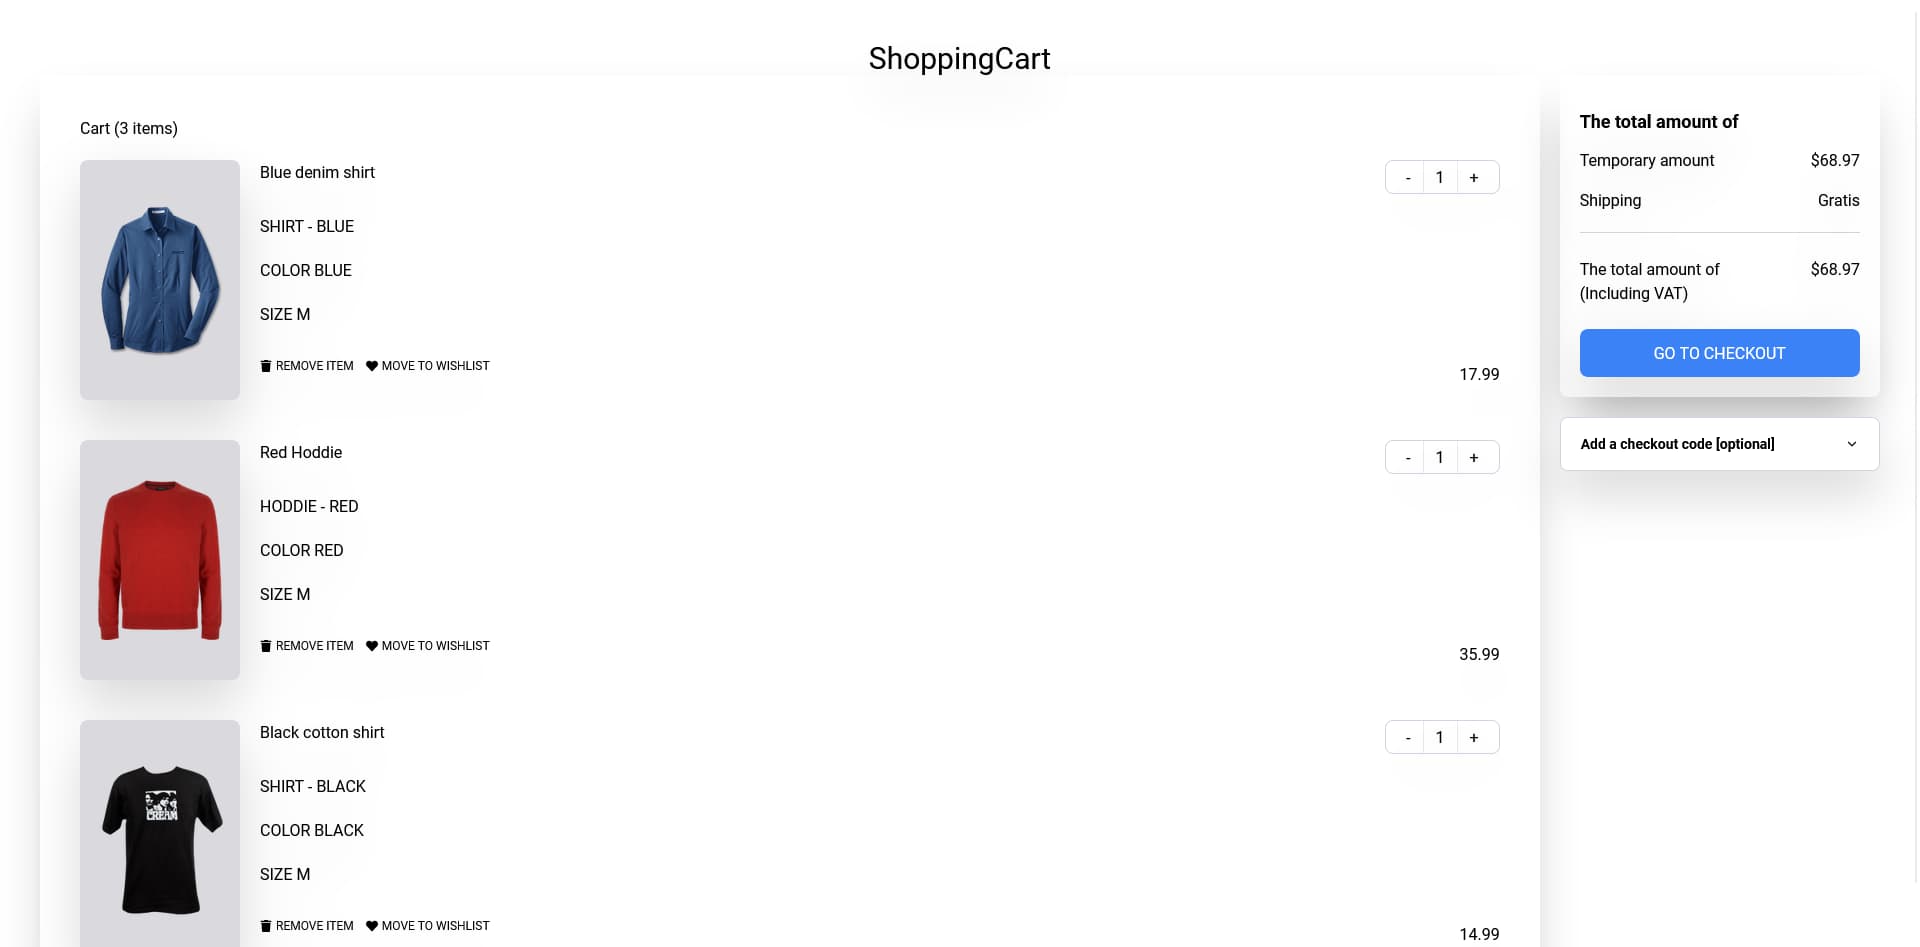 ShoppingCart
Cart (3 items)
Blue denim shirt
- 1 +
SHIRT - BLUE
COLOR BLUE
SIZE M
REMOVE ITEM MOVE TO WISHLIST
17.99
Red Hoddie
- 1 +
HODDIE - RED
COLOR RED
SIZE M
REMOVE ITEM MOVE TO WISHLIST
35.99
Black cotton shirt
- 1 +
CREAM
SHIRT - BLACK
COLOR BLACK
SIZE M
REMOVE ITEM MOVE TO WISHLIST
14.99
The total amount of
Temporary amount $68.97
Shipping Gratis
The total amount of $68.97
(Including VAT)
GO TO CHECKOUT
Add a checkout code [optional]